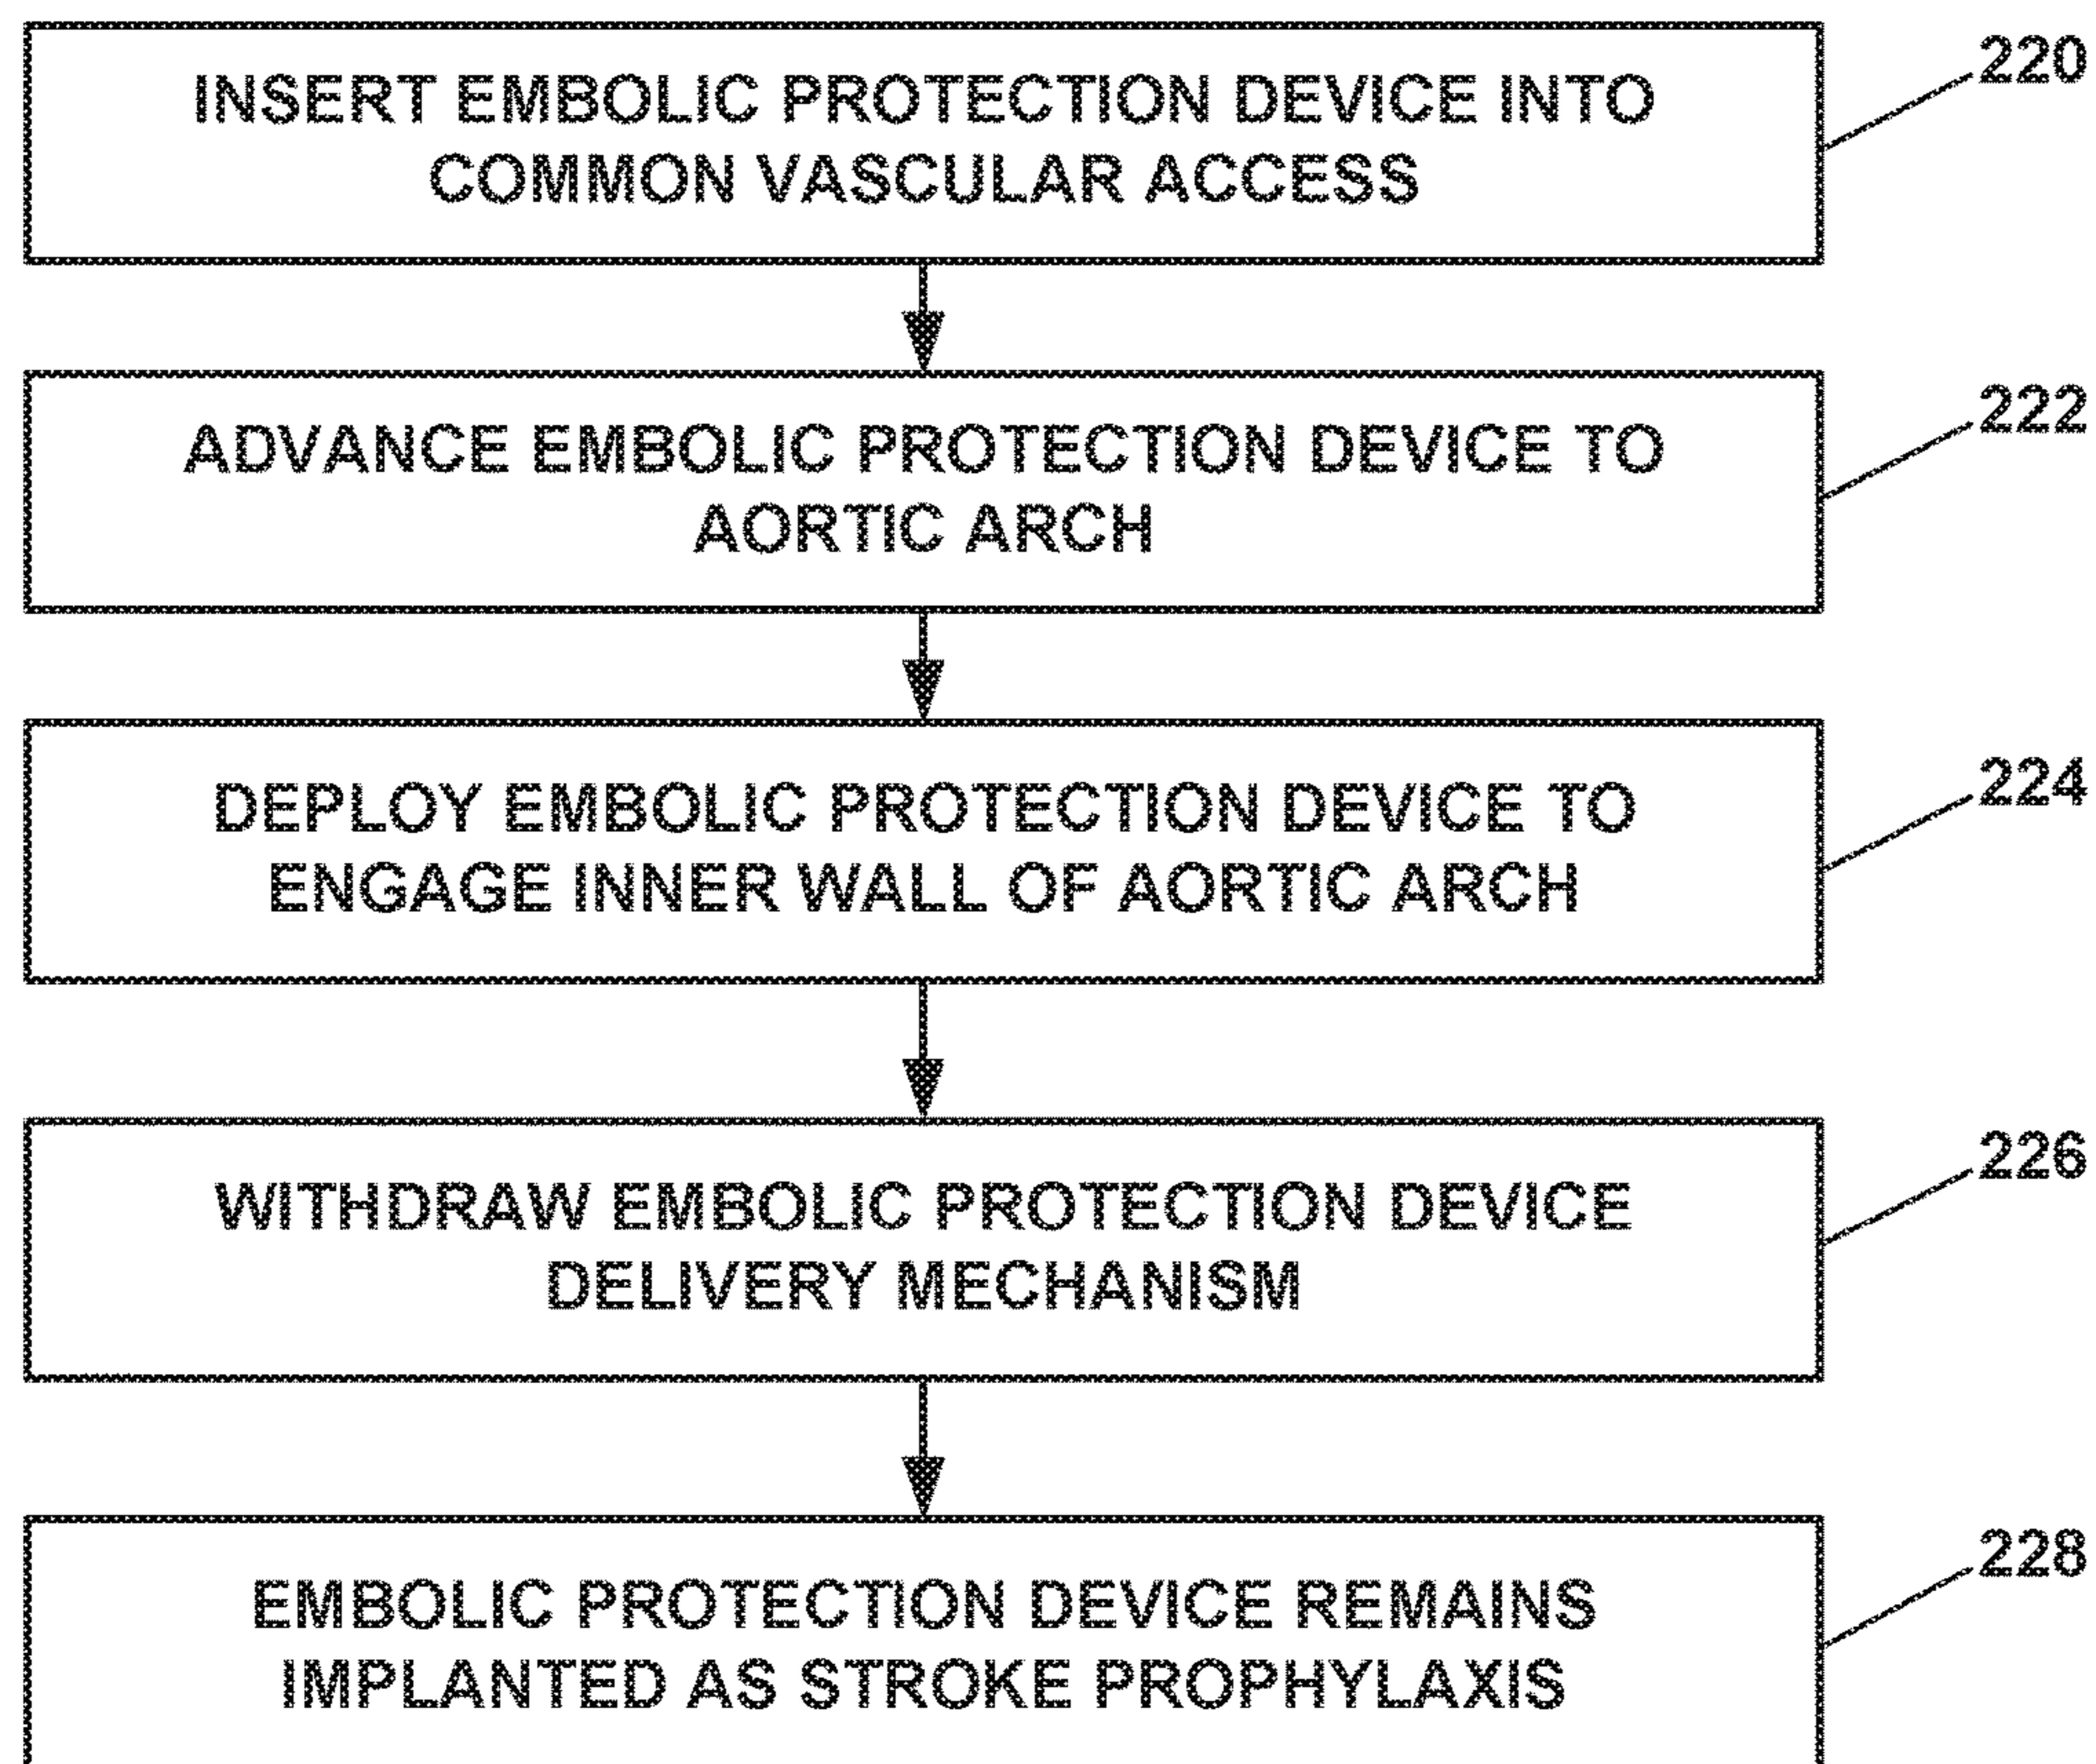 INSERT EMBOLIC PROTECTION DEVICE INTO
COMMON VASCULAR ACCESS
220
ADVANCE EMBOLIC PROTECTION DEVICE TO
AORTIC ARCH
222
DEPLOY EMBOLIC PROTECTION DEVICE TO
ENGAGE INNER WALL OF AORTIC ARCH
224
WITHDRAW EMBOLIC PROTECTION DEVICE
DELIVERY MECHANISM
226
EMBOLIC PROTECTION DEVICE REMAINS
IMPLANTED AS STROKE PROPHYLAXIS
228